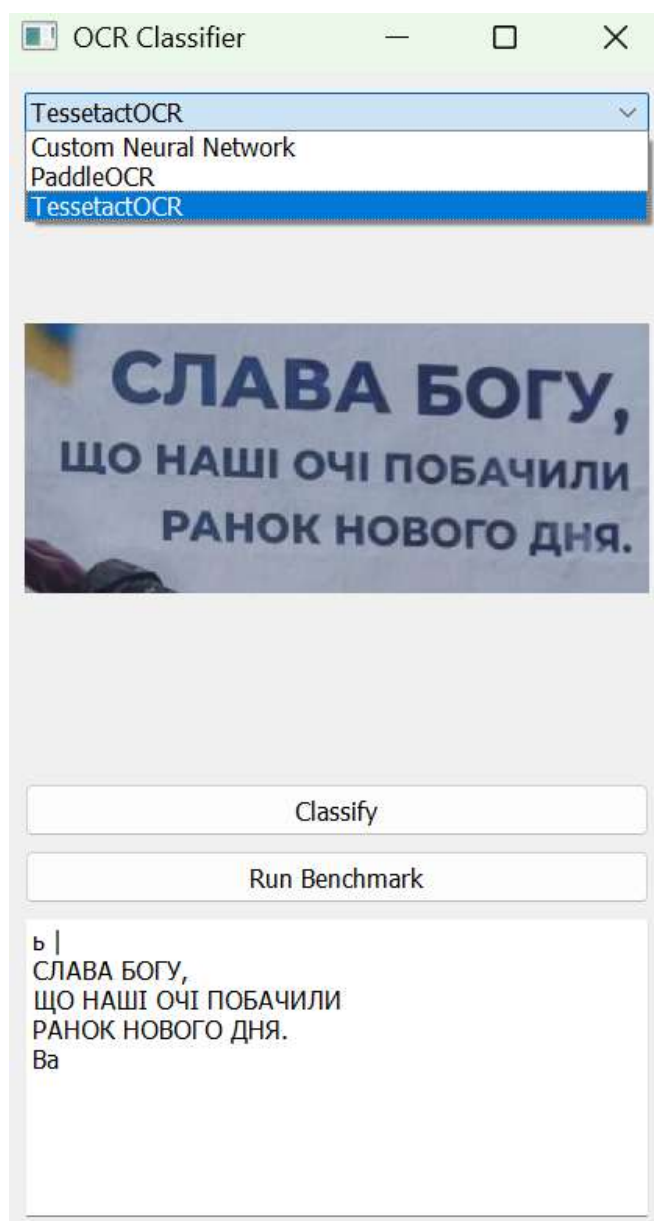 OCR Classifier
TessetactOCR
Custom Neural Network
PaddleOCR
TessetactOCR
СЛАВА БОГУ,
ЩО НАШІ ОЧІ ПОБАЧИЛИ
РАНОК НОВОГО ДНЯ.
Classify
Run Benchmark
ь |
СЛАВА БОГУ,
ЩО НАШІ ОЧІ ПОБАЧИЛИ
РАНОК НОВОГО ДНЯ.
Ва